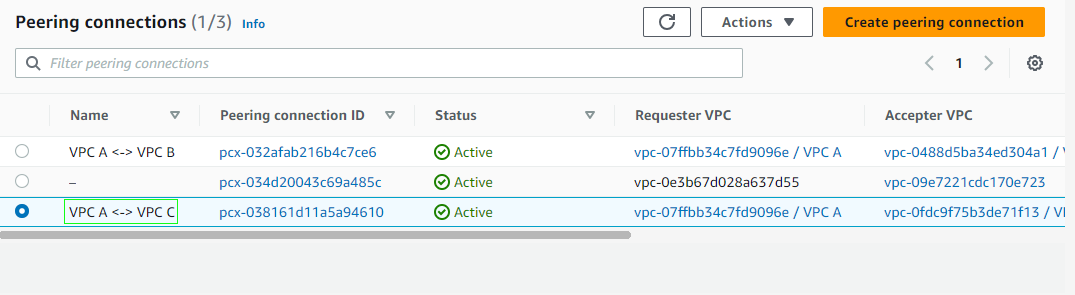 Peering connections (1/3) Info Actions Create peering connection
Filter peering connections 1
Name Peering connection ID Status Requester VPC Accepter VPC
VPC A <-> VPC B pcx-032afab216b4c7ce6 Active vpc-07ffbb34c7fd9096e / VPC A vpc-0488d5ba34ed304a1 /
– pcx-034d20043c69a485c Active vpc-0e3b67d028a637d55 vpc-09e7221cdc170e723
VPC A <-> VPC C pcx-038161d11a5a94610 Active vpc-07ffbb34c7fd9096e / VPC A vpc-0fdc9f75b3de71f13 /